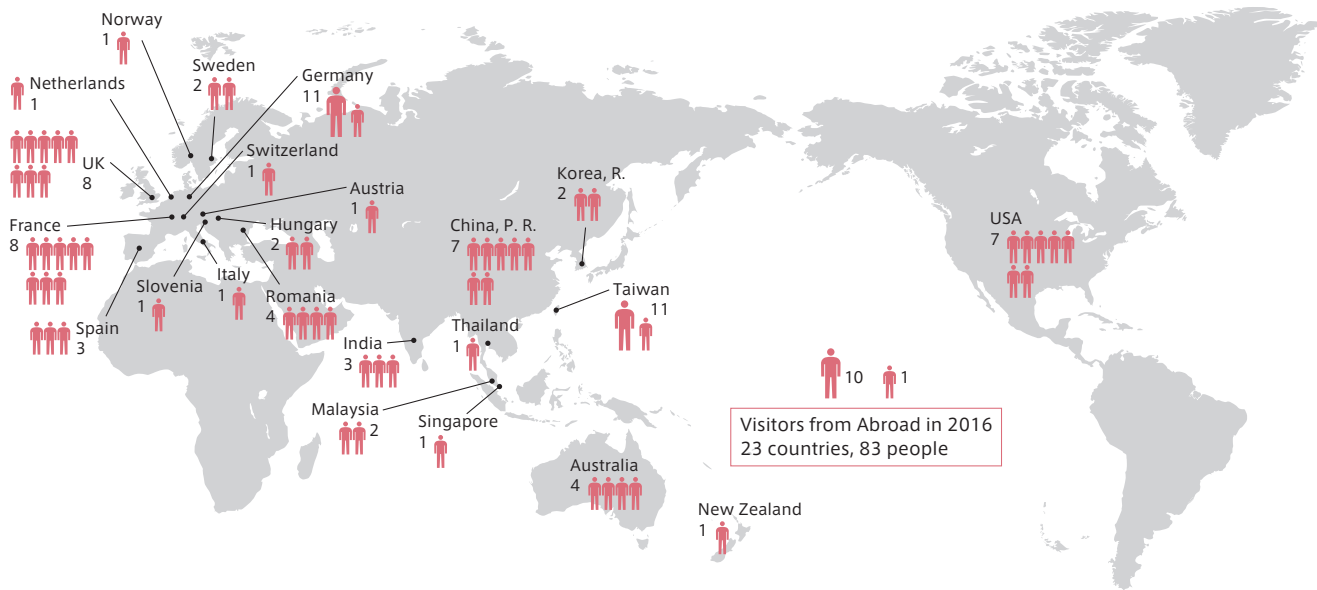 Norway
1
Sweden
2
Germany
11
Netherlands
1
Switzerland
1
UK
8
Austria
1
Korea, R.
2
France
8
Hungary
2
China, P. R.
7
USA
7
Slovenia
1
Italy
1
Romania
4
Taiwan
11
Spain
3
India
3
Thailand
1
10
1
Malaysia
2
Singapore
1
Visitors from Abroad in 2016
23 countries, 83 people
Australia
4
New Zealand
1